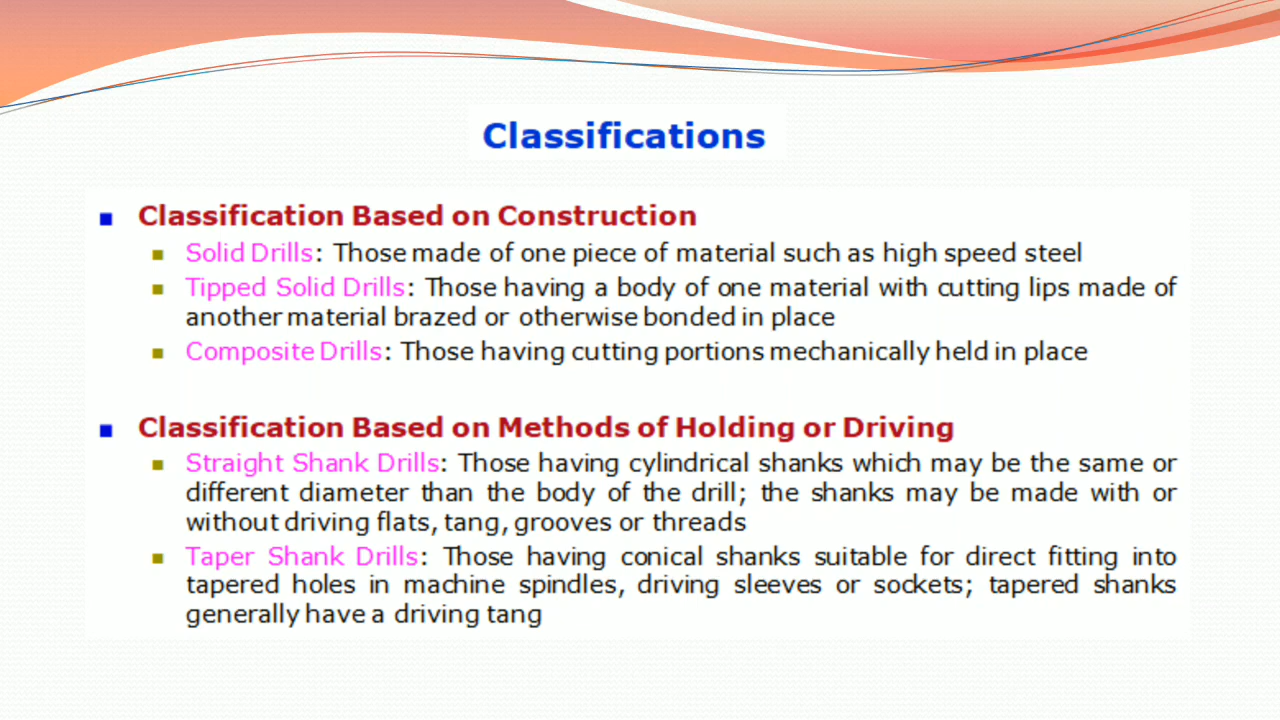 Classifications
Classification Based on Construction
Solid Drills: Those made of one piece of material such as high speed steel
Tipped Solid Drills: Those having a body of one material with cutting lips made of
another material brazed or otherwise bonded in place
Composite Drills: Those having cutting portions mechanically held in place
Classification Based on Methods of Holding or Driving
Straight Shank Drills: Those having cylindrical shanks which may be the same or
different diameter than the body of the drill; the shanks may be made with or
without driving flats, tang, grooves or threads
Taper Shank Drills: Those having conical shanks suitable for direct fitting into
tapered holes in machine spindles, driving sleeves or sockets; tapered shanks
generally have a driving tang